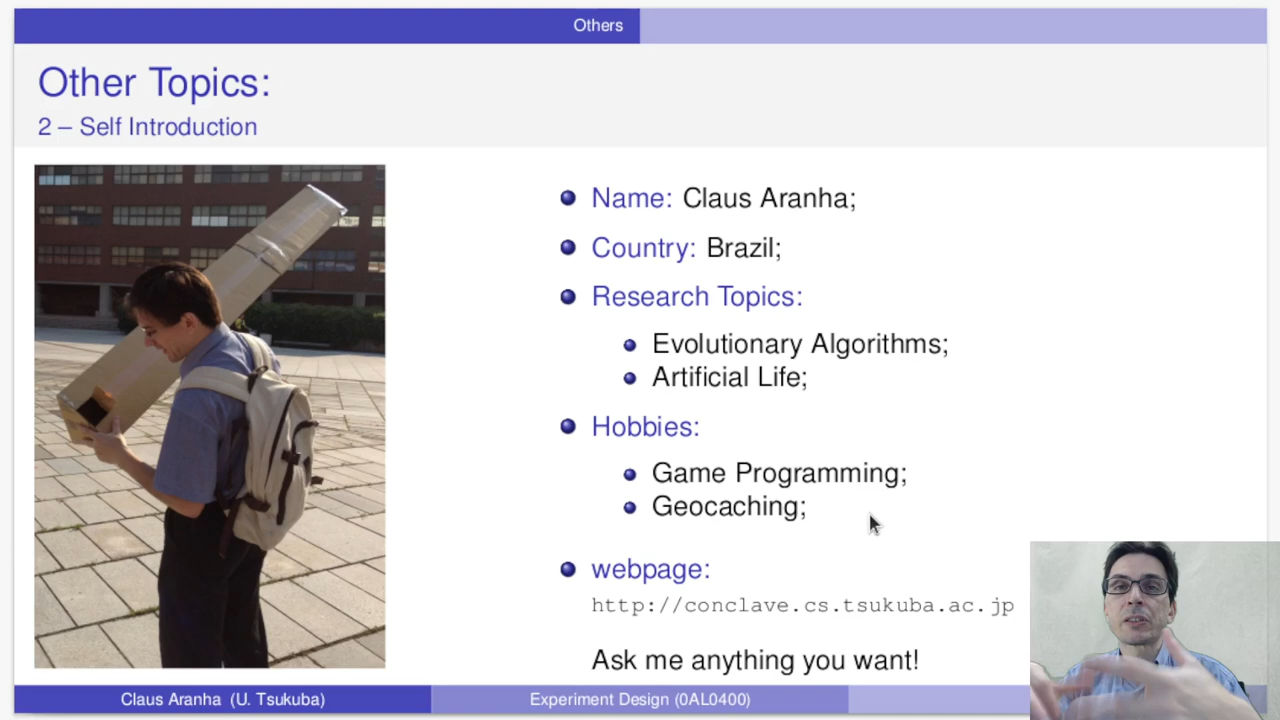 Others
Other Topics:
2 – Self Introduction
Name: Claus Aranha;
Country: Brazil;
Research Topics:
Evolutionary Algorithms;
Artificial Life;
Hobbies:
Game Programming;
Geocaching;
webpage:
http://conclave.cs.tsukuba.ac.jp
Ask me anything you want!
Claus Aranha (U. Tsukuba)
Experiment Design (0AL0400)